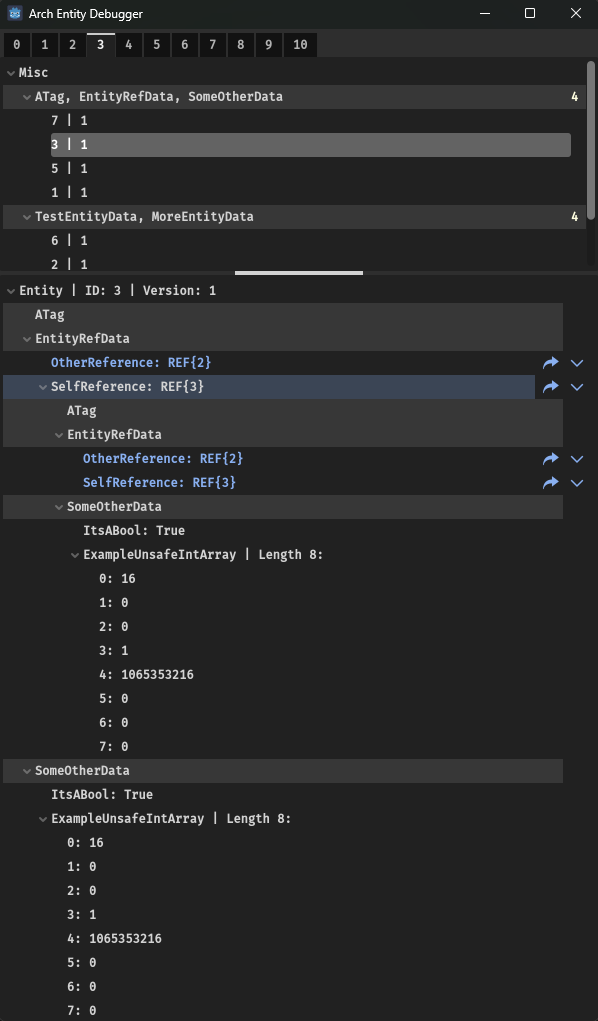 Arch Entity Debugger
0 1 2 3 4 5 6 7 8 9 10
Misc
ATag, EntityRefData, SomeOtherData 4
7 | 1
3 | 1
5 | 1
1 | 1
TestEntityData, MoreEntityData 4
6 | 1
2 | 1
Entity | ID: 3 | Version: 1
ATag
EntityRefData
OtherReference: REF{2}
SelfReference: REF{3}
ATag
EntityRefData
OtherReference: REF{2}
SelfReference: REF{3}
SomeOtherData
ItsABool: True
ExampleUnsafeIntArray | Length 8:
0: 16
1: 0
2: 0
3: 1
4: 1065353216
5: 0
6: 0
7: 0
SomeOtherData
ItsABool: True
ExampleUnsafeIntArray | Length 8:
0: 16
1: 0
2: 0
3: 1
4: 1065353216
5: 0
6: 0
7: 0